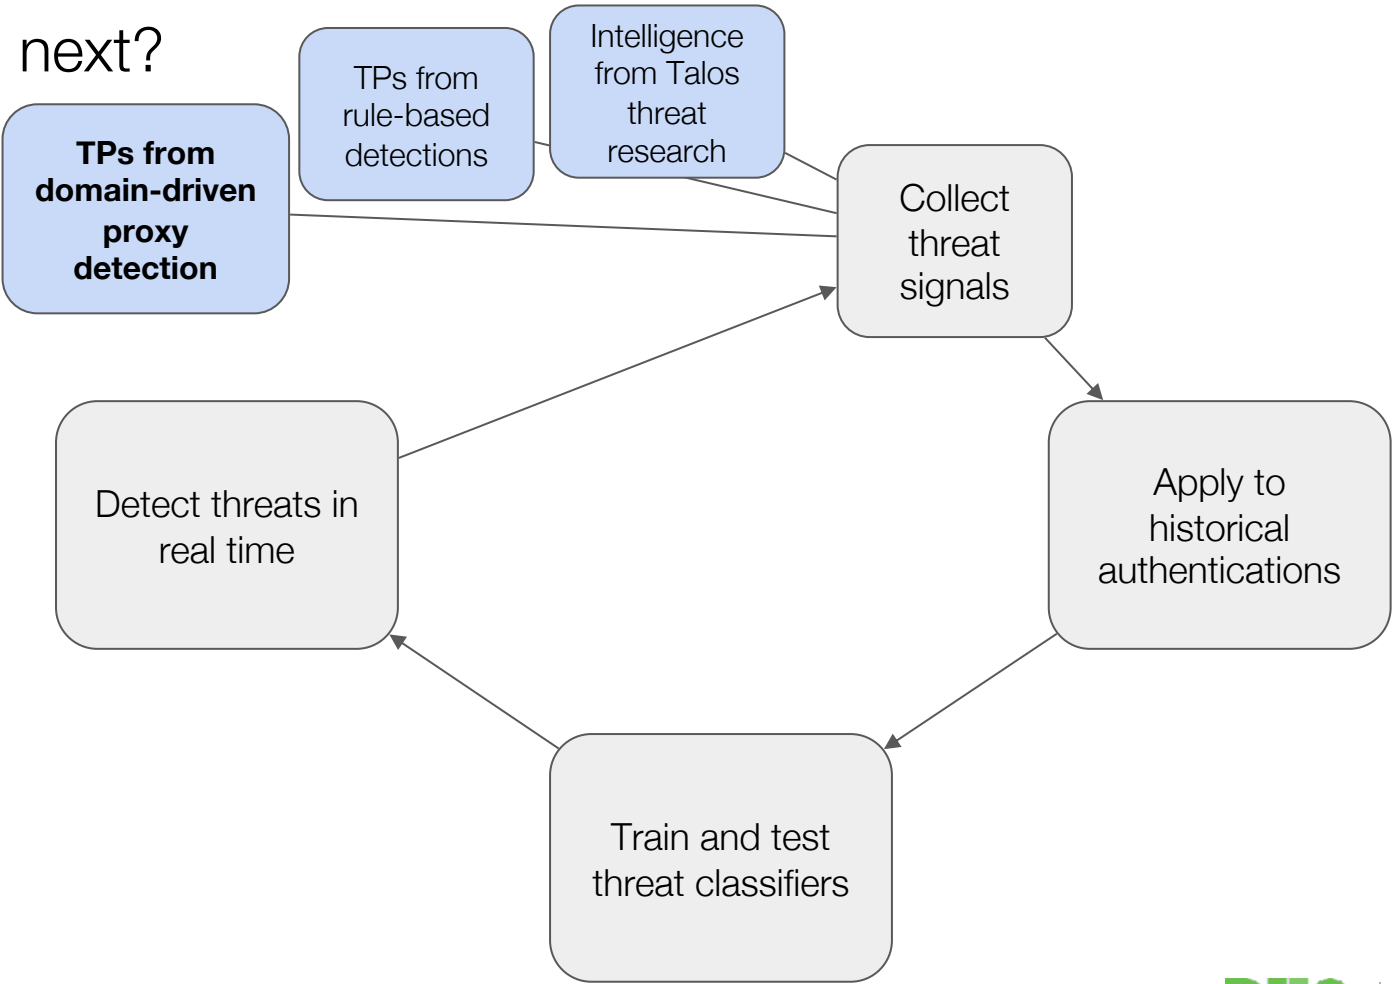 next?
TPs from
domain-driven
proxy
detection
TPs from
rule-based
detections
Intelligence
from Talos
threat
research
Collect
threat
signals
Apply to
historical
authentications
Train and test
threat classifiers
Detect threats in
real time